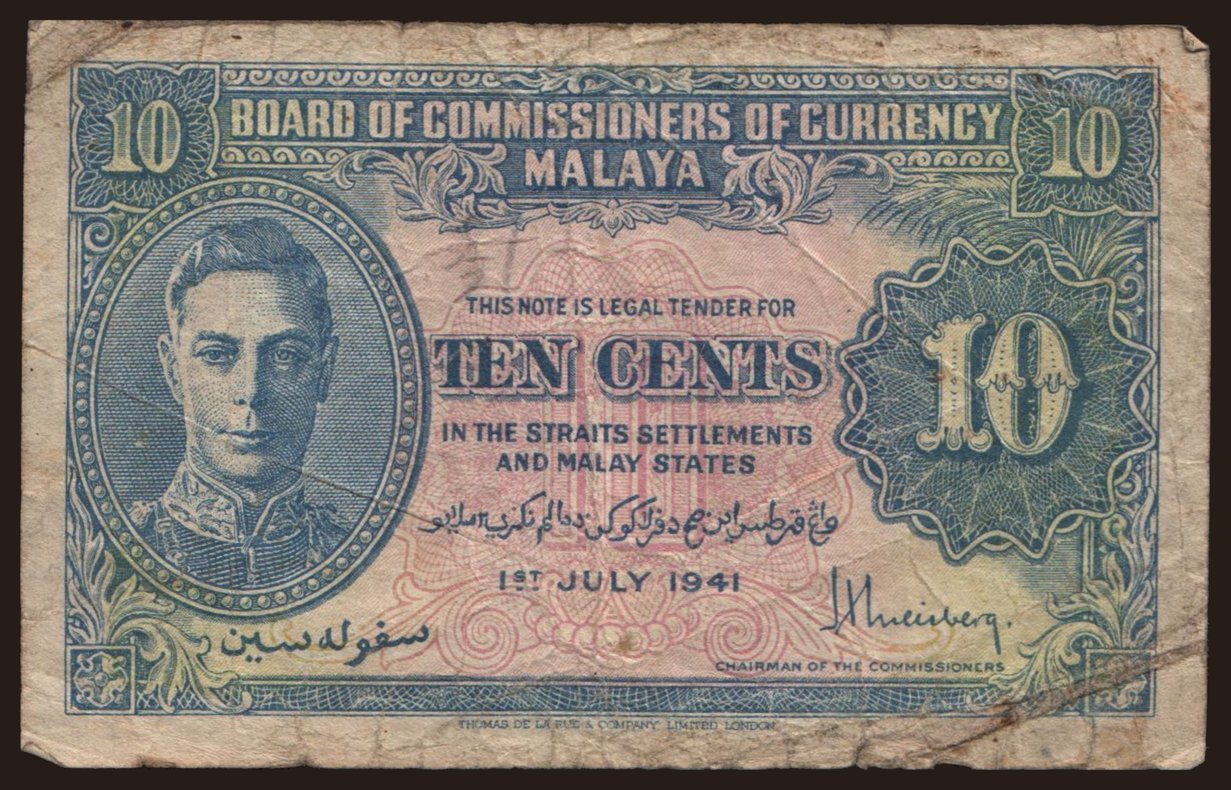 10
BOARD OF COMMISSIONERS OF CURRENCY
10
MALAYA
THIS NOTE IS LEGAL TENDER FOR
TEN CENTS
10
IN THE STRAITS SETTLEMENTS
AND MALAY STATES
1ST JULY 1941
سفوله سين
CHAIRMAN OF THE COMMISSIONERS
THOMAS DE LA RUE & COMPANY, LIMITED, LONDON